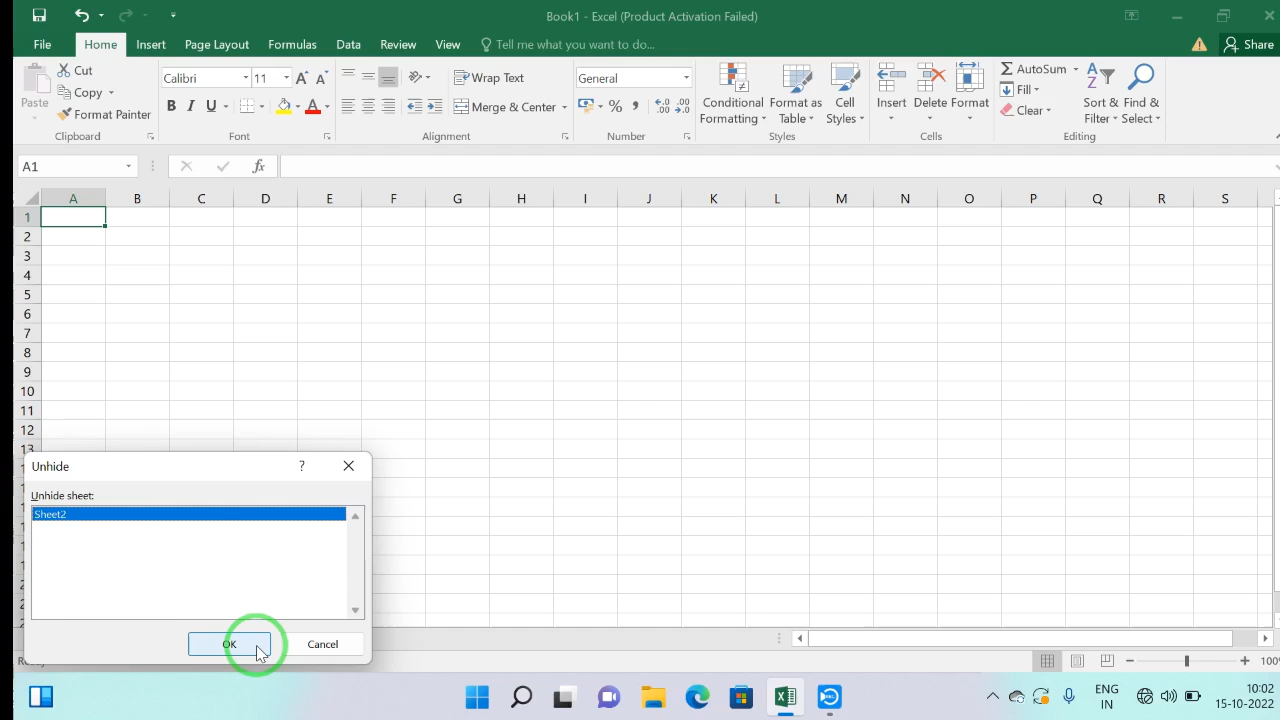 Book1 - Excel (Product Activation Failed)
File Home Insert Page Layout Formulas Data Review View Tell me what you want to do... Share
Paste Cut Copy Format Painter
Calibri 11
B I U A
Wrap Text
Merge & Center
General
%
Conditional Formatting
Format as Table
Cell Styles
Insert Delete Format
AutoSum
Fill
Clear
Sort & Filter
Find & Select
Clipboard Font Alignment Number Styles Cells Editing
A1 fx
A B C D E F G H I J K L M N O P Q R S
1
2
3
4
5
6
7
8
9
10
11
12
13
Unhide ?
Unhide sheet:
Sheet2
OK Cancel
100%
ENG
IN
10:02
15-10-2022